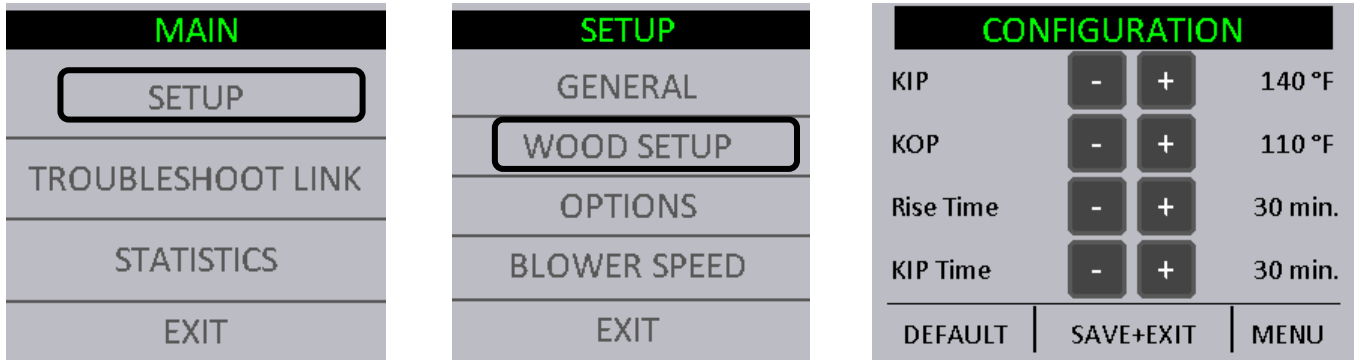 MAIN
SETUP
TROUBLESHOOT LINK
STATISTICS
EXIT
SETUP
GENERAL
WOOD SETUP
OPTIONS
BLOWER SPEED
EXIT
CONFIGURATION
KIP - + 140 °F
KOP - + 110 °F
Rise Time - + 30 min.
KIP Time - + 30 min.
DEFAULT SAVE+EXIT MENU